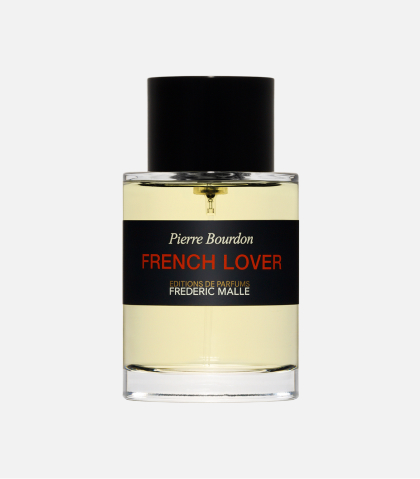 Pierre Bourdon
FRENCH LOVER
EDITIONS DE PARFUMS
FREDERIC MALLE